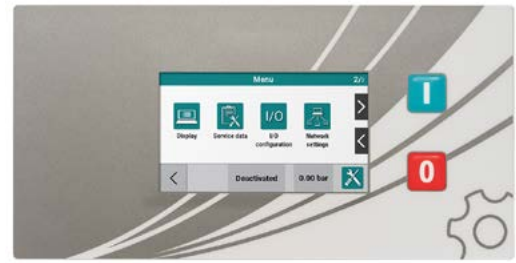 Menu
2/
Display
Service data
I/O
I/O configuration
Network settings
Deactivated
0.00 bar
I
0